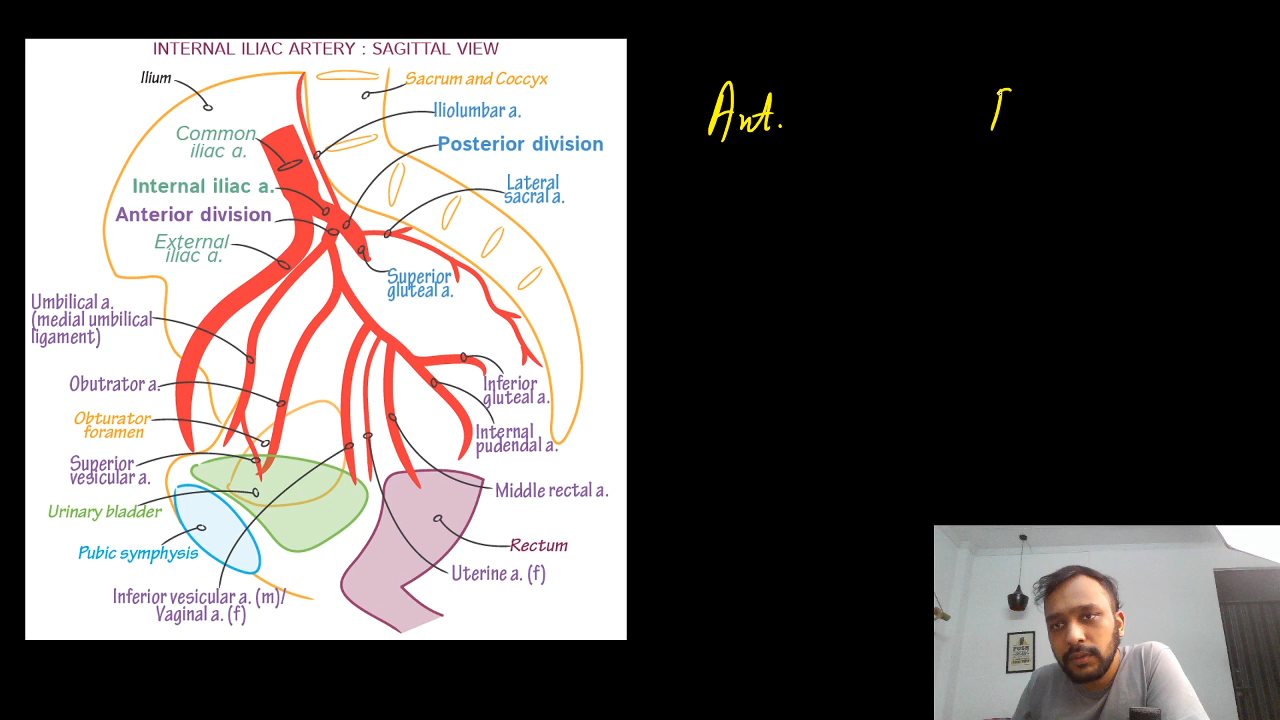 INTERNAL ILIAC ARTERY : SAGITTAL VIEW
Ilium
Sacrum and Coccyx
Iliolumbar a.
Common
iliac a.
Posterior division
Internal iliac a.
Lateral
sacral a.
Anterior division
External
iliac a.
Superior
gluteal a.
Umbilical a.
(medial umbilical
ligament)
Obutrator a.
Inferior
gluteal a.
Obturator
foramen
Internal
pudendal a.
Superior
vesicular a.
Middle rectal a.
Urinary bladder
Pubic symphysis
Rectum
Uterine a. (f)
Inferior vesicular a. (m)/
Vaginal a. (f)
Ant.